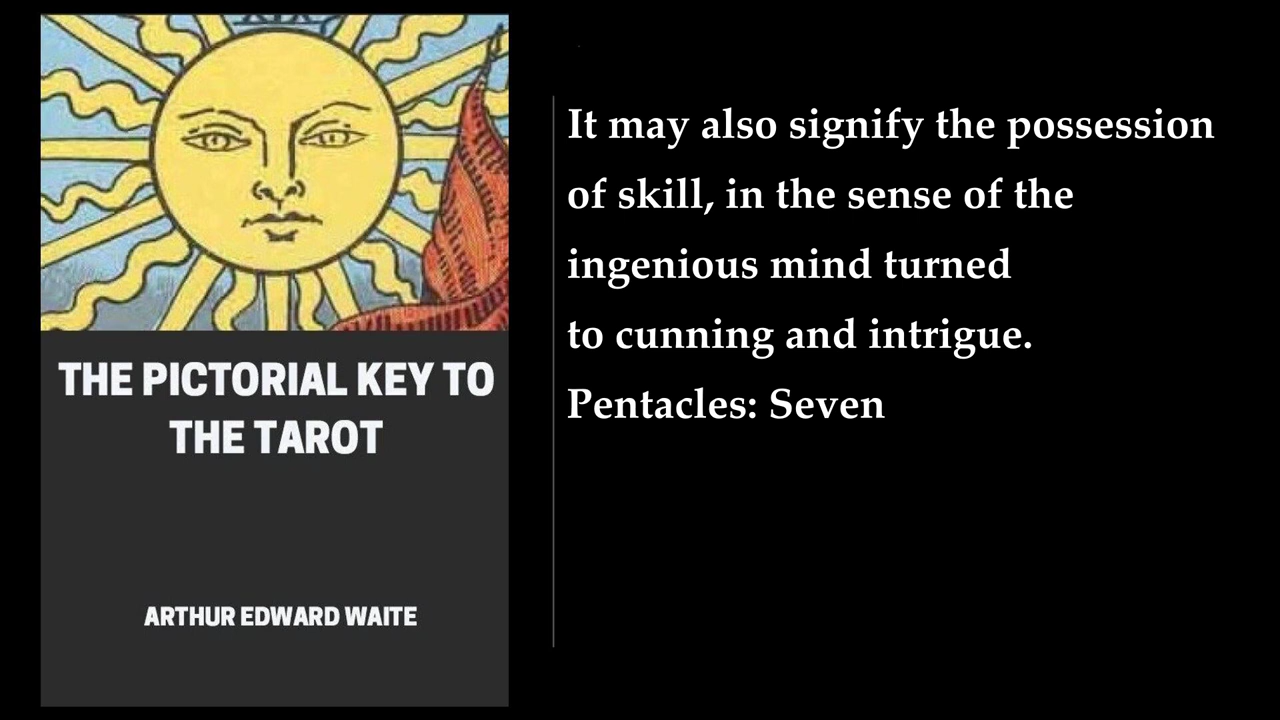 XIX
THE PICTORIAL KEY TO
THE TAROT
ARTHUR EDWARD WAITE
It may also signify the possession
of skill, in the sense of the
ingenious mind turned
to cunning and intrigue.
Pentacles: Seven